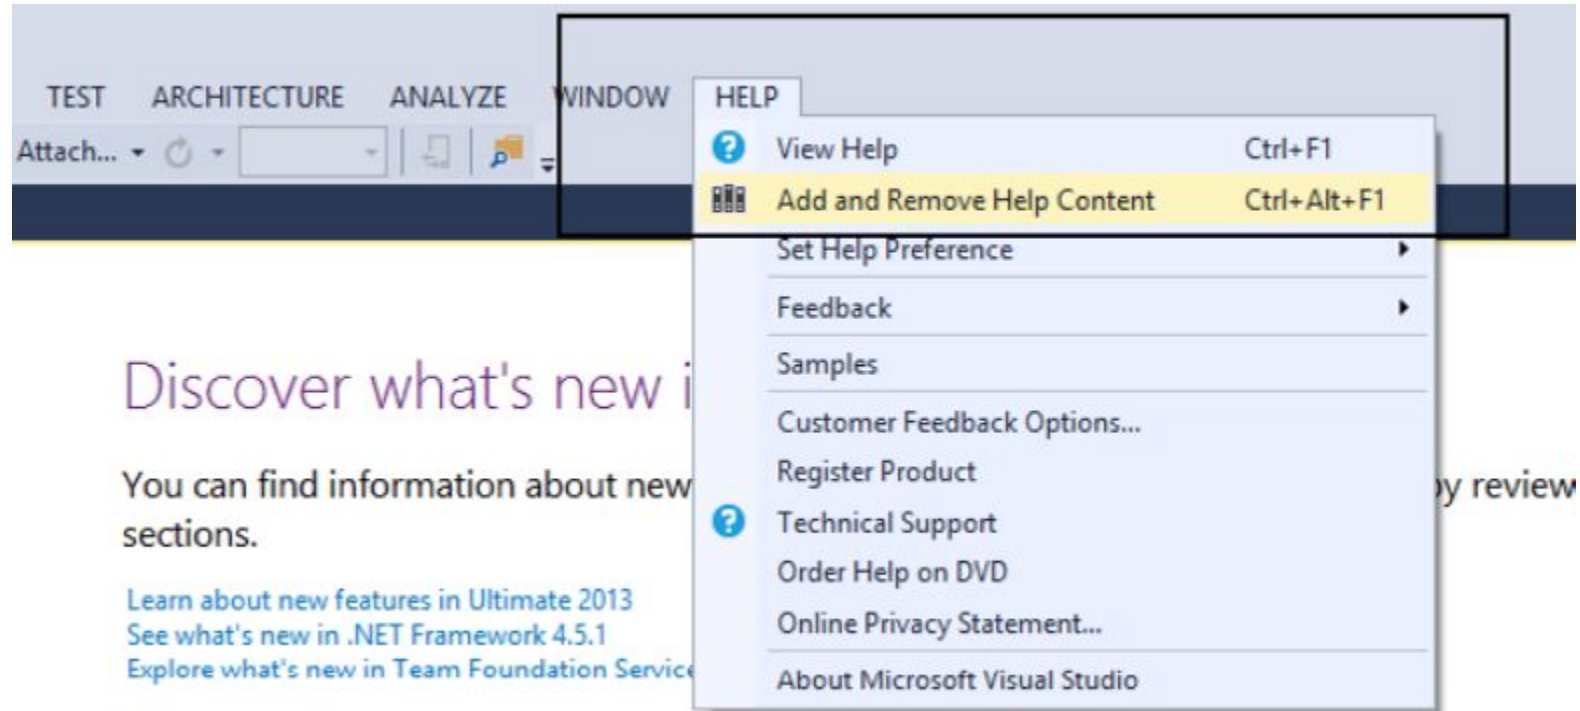 TEST ARCHITECTURE ANALYZE WINDOW HELP
Attach...
View Help Ctrl+F1
Add and Remove Help Content Ctrl+Alt+F1
Set Help Preference
Feedback
Samples
Customer Feedback Options...
Register Product
Technical Support
Order Help on DVD
Online Privacy Statement...
About Microsoft Visual Studio
Discover what's new i
You can find information about new by review
sections.
Learn about new features in Ultimate 2013
See what's new in .NET Framework 4.5.1
Explore what's new in Team Foundation Service